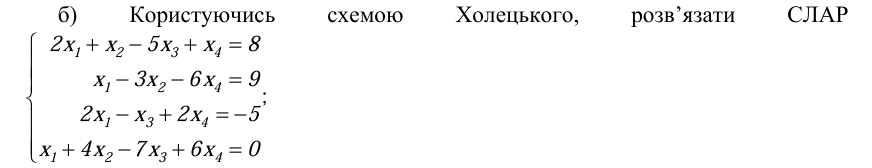 б) Користуючись схемою Холецького, розв’язати СЛАР
2x₁ + x₂ − 5x₃ + x₄ = 8
x₁ − 3x₂ − 6x₄ = 9
2x₁ − x₃ + 2x₄ = −5;
x₁ + 4x₂ − 7x₃ + 6x₄ = 0